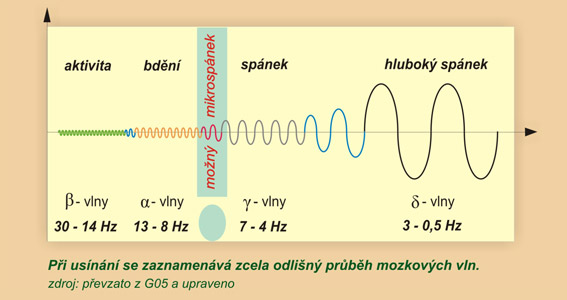 aktivita
bdění
možný mikrospánek
spánek
hluboký spánek
β - vlny
α - vlny
γ - vlny
δ - vlny
30 - 14 Hz
13 - 8 Hz
7 - 4 Hz
3 - 0,5 Hz
Při usínání se zaznamenává zcela odlišný průběh mozkových vln.
zdroj: převzato z G05 a upraveno